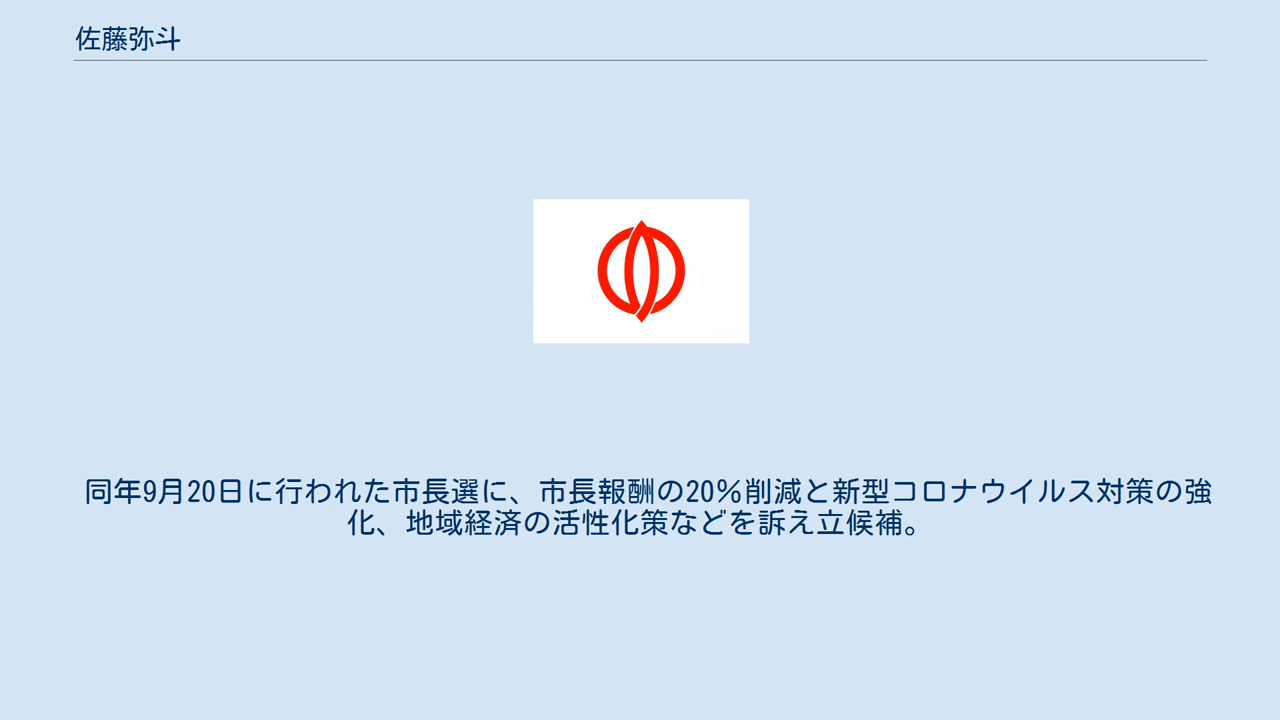 佐藤弥斗
同年9月20日に行われた市長選に、市長報酬の20%削減と新型コロナウイルス対策の強
化、地域経済の活性化策などを訴え立候補。